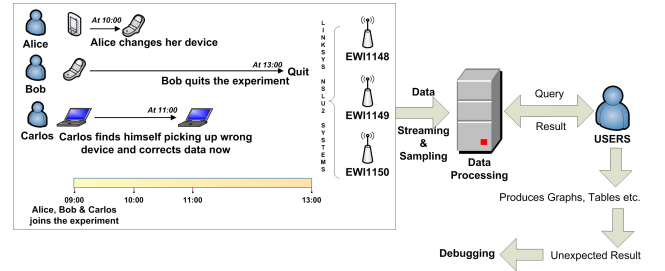 At 10:00
Alice
Alice changes her device
At 13:00
Quit
Bob
Bob quits the experiment
At 11:00
Carlos
Carlos finds himself picking up wrong
device and corrects data now
09:00
10:00
11:00
13:00
Alice, Bob & Carlos
joins the experiment
LINKSYS NSLU2 SYSTEMS
EWI1148
EWI1149
EWI1150
Data
Streaming
&
Sampling
Data
Processing
Query
Result
USERS
Produces Graphs, Tables etc.
Unexpected Result
Debugging